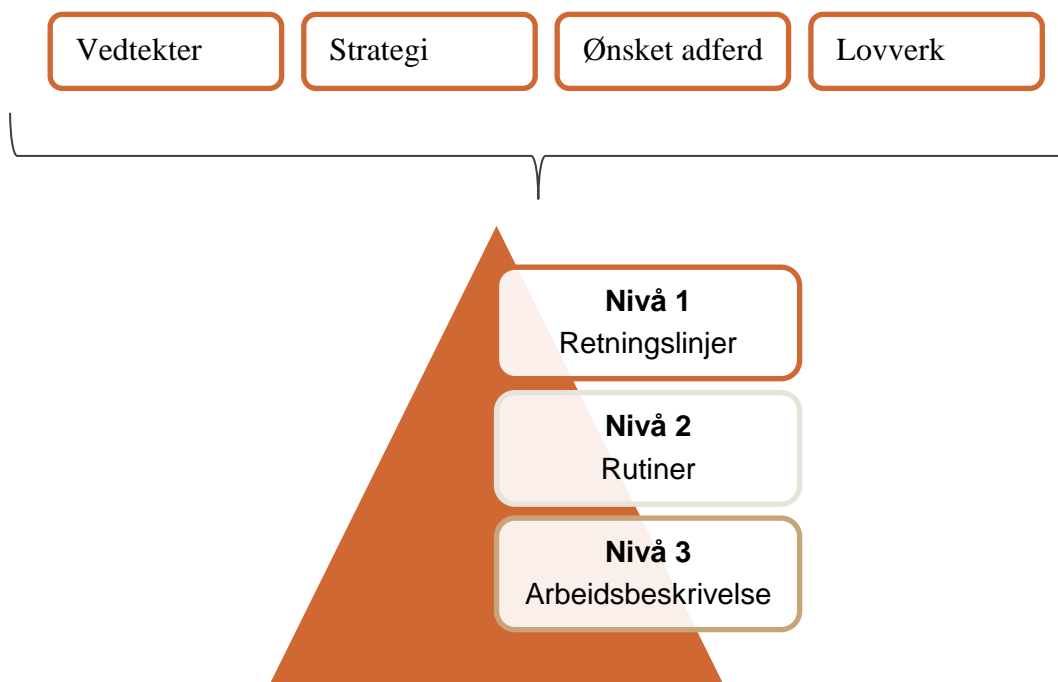 Vedtekter
Strategi
Ønsket adferd
Lovverk
Nivå 1
Retningslinjer
Nivå 2
Rutiner
Nivå 3
Arbeidsbeskrivelse